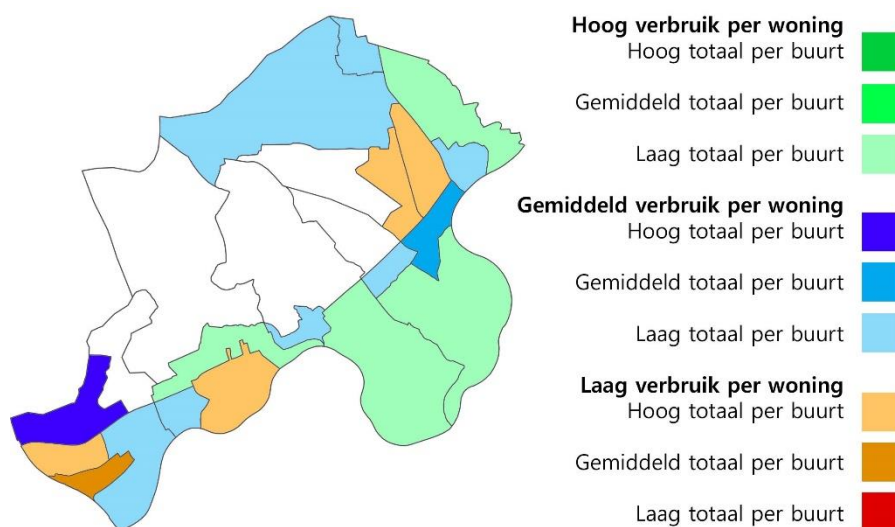 Hoog verbruik per woning
Hoog totaal per buurt
Gemiddeld totaal per buurt
Laag totaal per buurt
Gemiddeld verbruik per woning
Hoog totaal per buurt
Gemiddeld totaal per buurt
Laag totaal per buurt
Laag verbruik per woning
Hoog totaal per buurt
Gemiddeld totaal per buurt
Laag totaal per buurt